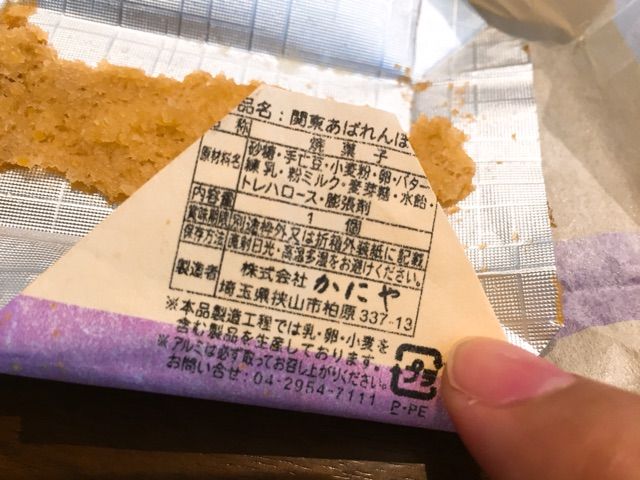 品名：関東あばれんぼ
名 称 焼菓子
原材料名 砂糖・手亡豆・小麦粉・卵・バター・
練乳・粉ミルク・麦芽糖・水飴・
トレハロース・膨張剤
内容量 1個
賞味期限 別途枠外又は折箱外装紙に記載
保存方法 直射日光・高温多湿をお避けください。
製造者 株式会社 かにや
埼玉県狭山市柏原337-13
※本品製造工程では乳・卵・小麦を
含む製品を生産しております。
※アルミは必ず取ってお召し上がりください。
お問い合せ：04-2954-7111
プラ
P・PE